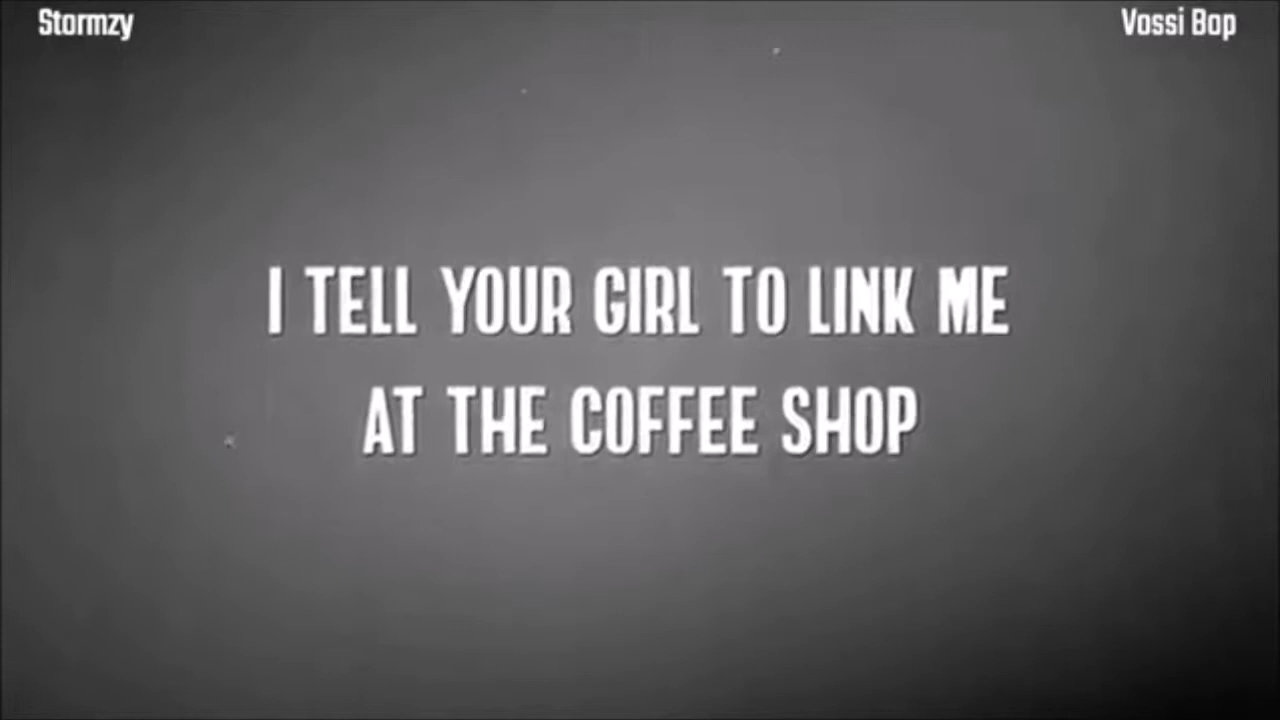 Stormzy
Vossi Bop
I TELL YOUR GIRL TO LINK ME
AT THE COFFEE SHOP